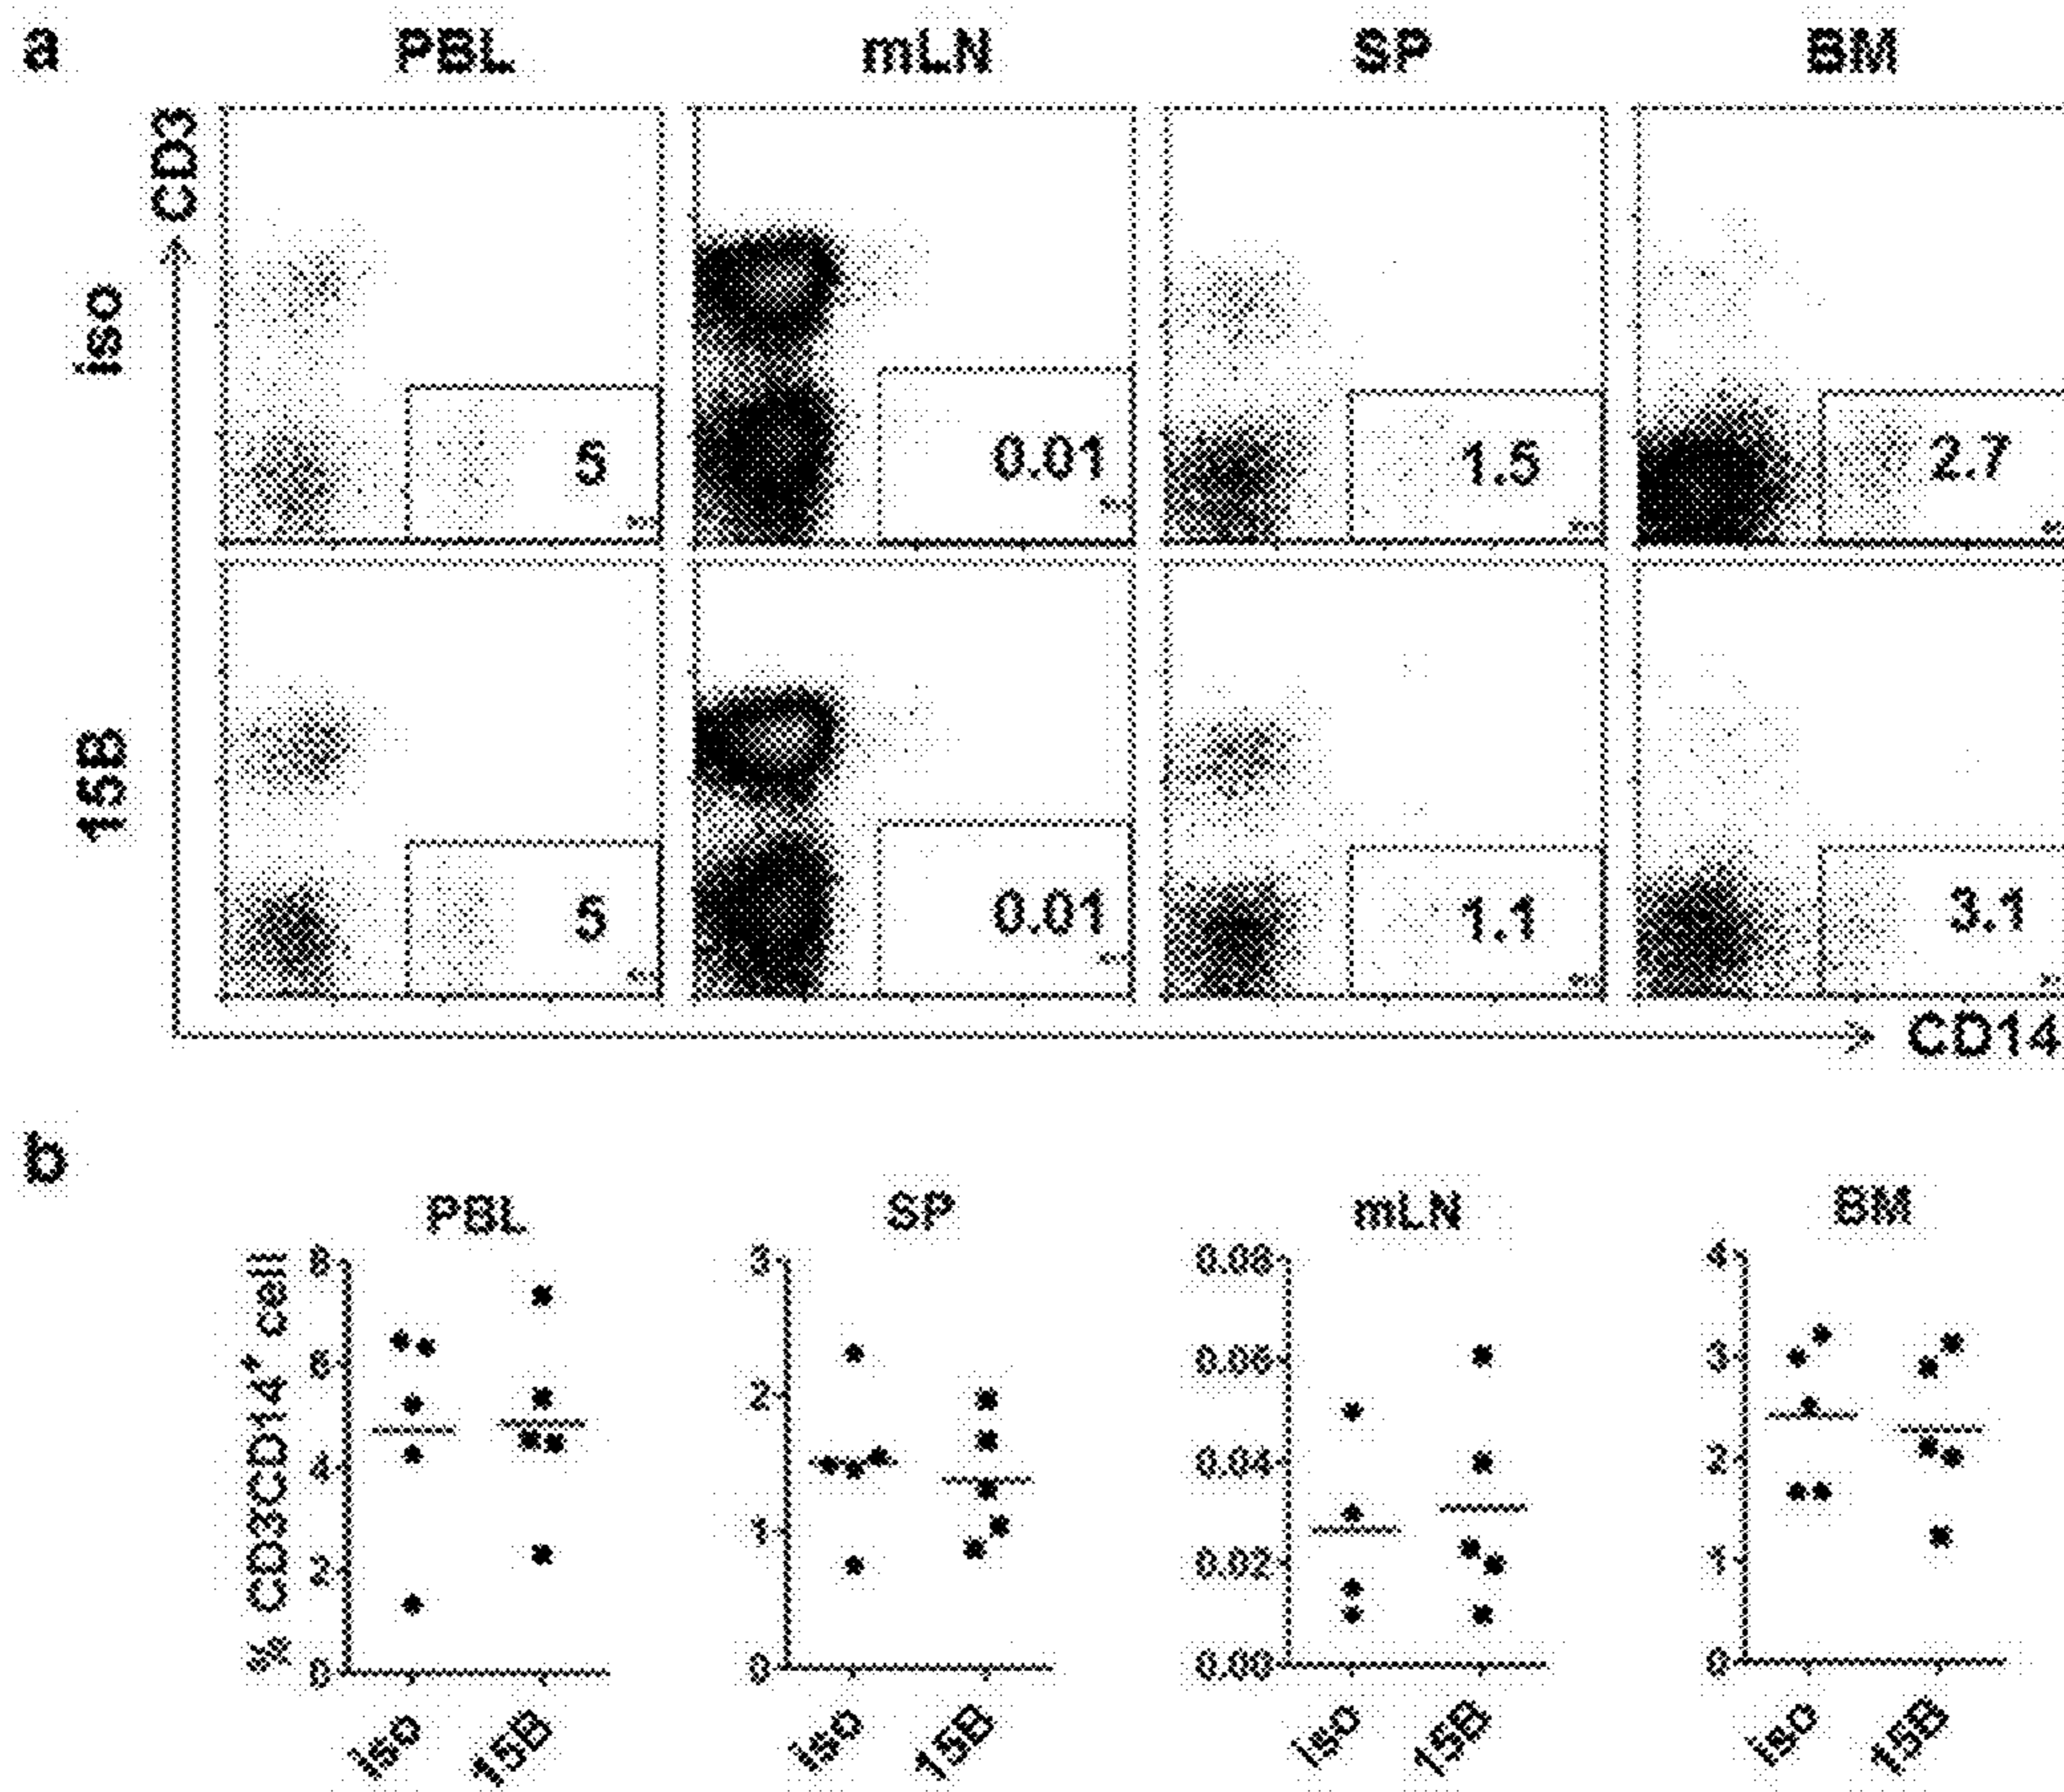 a
PBL mLN SP BM
CD3
iso
5 0.01 1.5 2.7
15B
5 0.01 1.1 3.1
CD14
b
PBL SP mLN BM
% CD3CD14+ cell
8
6
4
2
0
3
2
1
0
0.08
0.06
0.04
0.02
0.00
4
3
2
1
0
iso 15B iso 15B iso 15B iso 15B